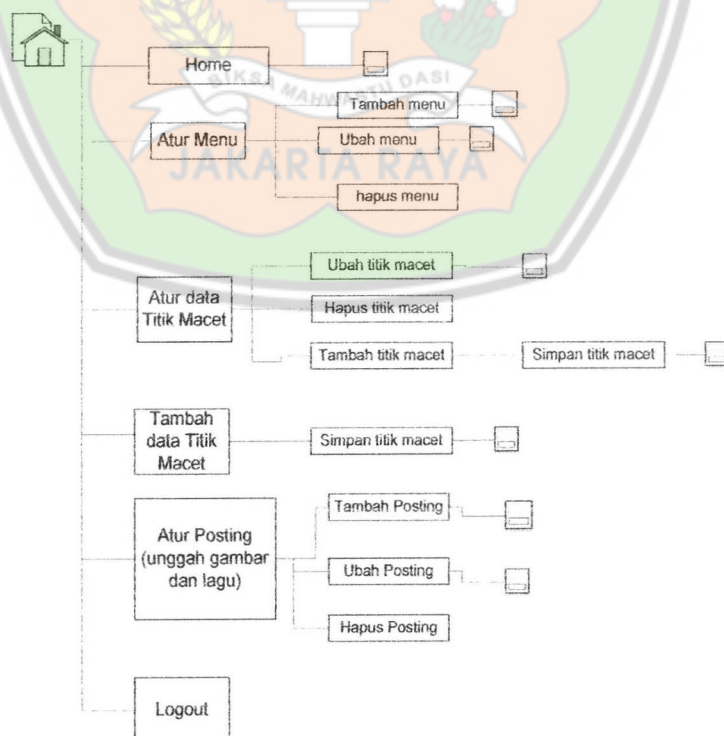 Home
BIKSA MAHWASTU DASI
Tambah menu
Atur Menu
Ubah menu
JAKARTA RAYA
hapus menu
Ubah titik macet
Atur data
Titik Macet
Hapus titik macet
Tambah titik macet
Simpan titik macet
Tambah
data Titik
Macet
Simpan titik macet
Tambah Posting
Atur Posting
(unggah gambar
dan lagu)
Ubah Posting
Hapus Posting
Logout